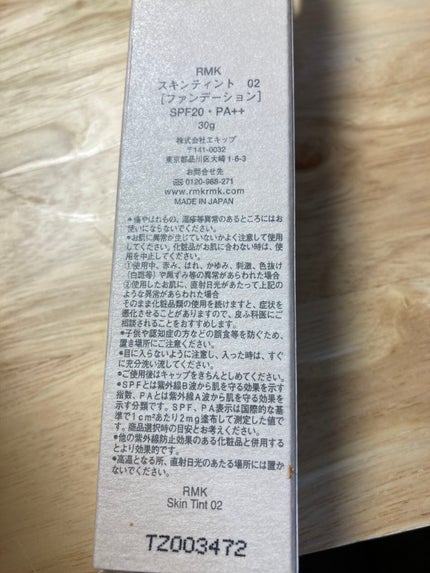 RMK
スキンティント 02
［ファンデーション］
SPF20・PA++
30g
株式会社エキップ
〒141-0032
東京都品川区大崎 1-6-3
お問合せ先
0120-988-271
www.rmkrmk.com
MADE IN JAPAN
●傷やはれもの、湿疹等異常のあるところにはお
使いにならないでください。
●お肌に異常が生じていないかよく注意して使用
してください。化粧品がお肌に合わない時は、使
用を中止してください。
①使用中、赤み、はれ、かゆみ、刺激、色抜け
（白斑等）や黒ずみ等の異常があらわれた場合
②使用したお肌に、直射日光があたって上記の
ような異常があらわれた場合
そのまま化粧品類の使用を続けますと、症状を
悪化させることがありますので、皮ふ科医にご
相談されることをおすすめします。
●子供や認知症の方などの誤食等を防ぐため、
置き場所にご注意ください。
●目に入らないように注意し、入った時は、すぐ
に充分洗い流してください。
●ご使用後はキャップをきちんとしめてください。
●SPFとは紫外線B波から肌を守る効果を示す
指数、PAとは紫外線A波から肌を守る効果を
示す分類です。SPF、PA表示は国際的な基
準で1c㎡あたり2mg塗布して測定した値で
す。商品選択時の目安とお考えください。
●他の紫外線防止効果のある化粧品と併用する
とより効果的です。
●高温となる所、直射日光のあたる場所には置か
ないでください。
RMK
Skin Tint 02
TZ003472